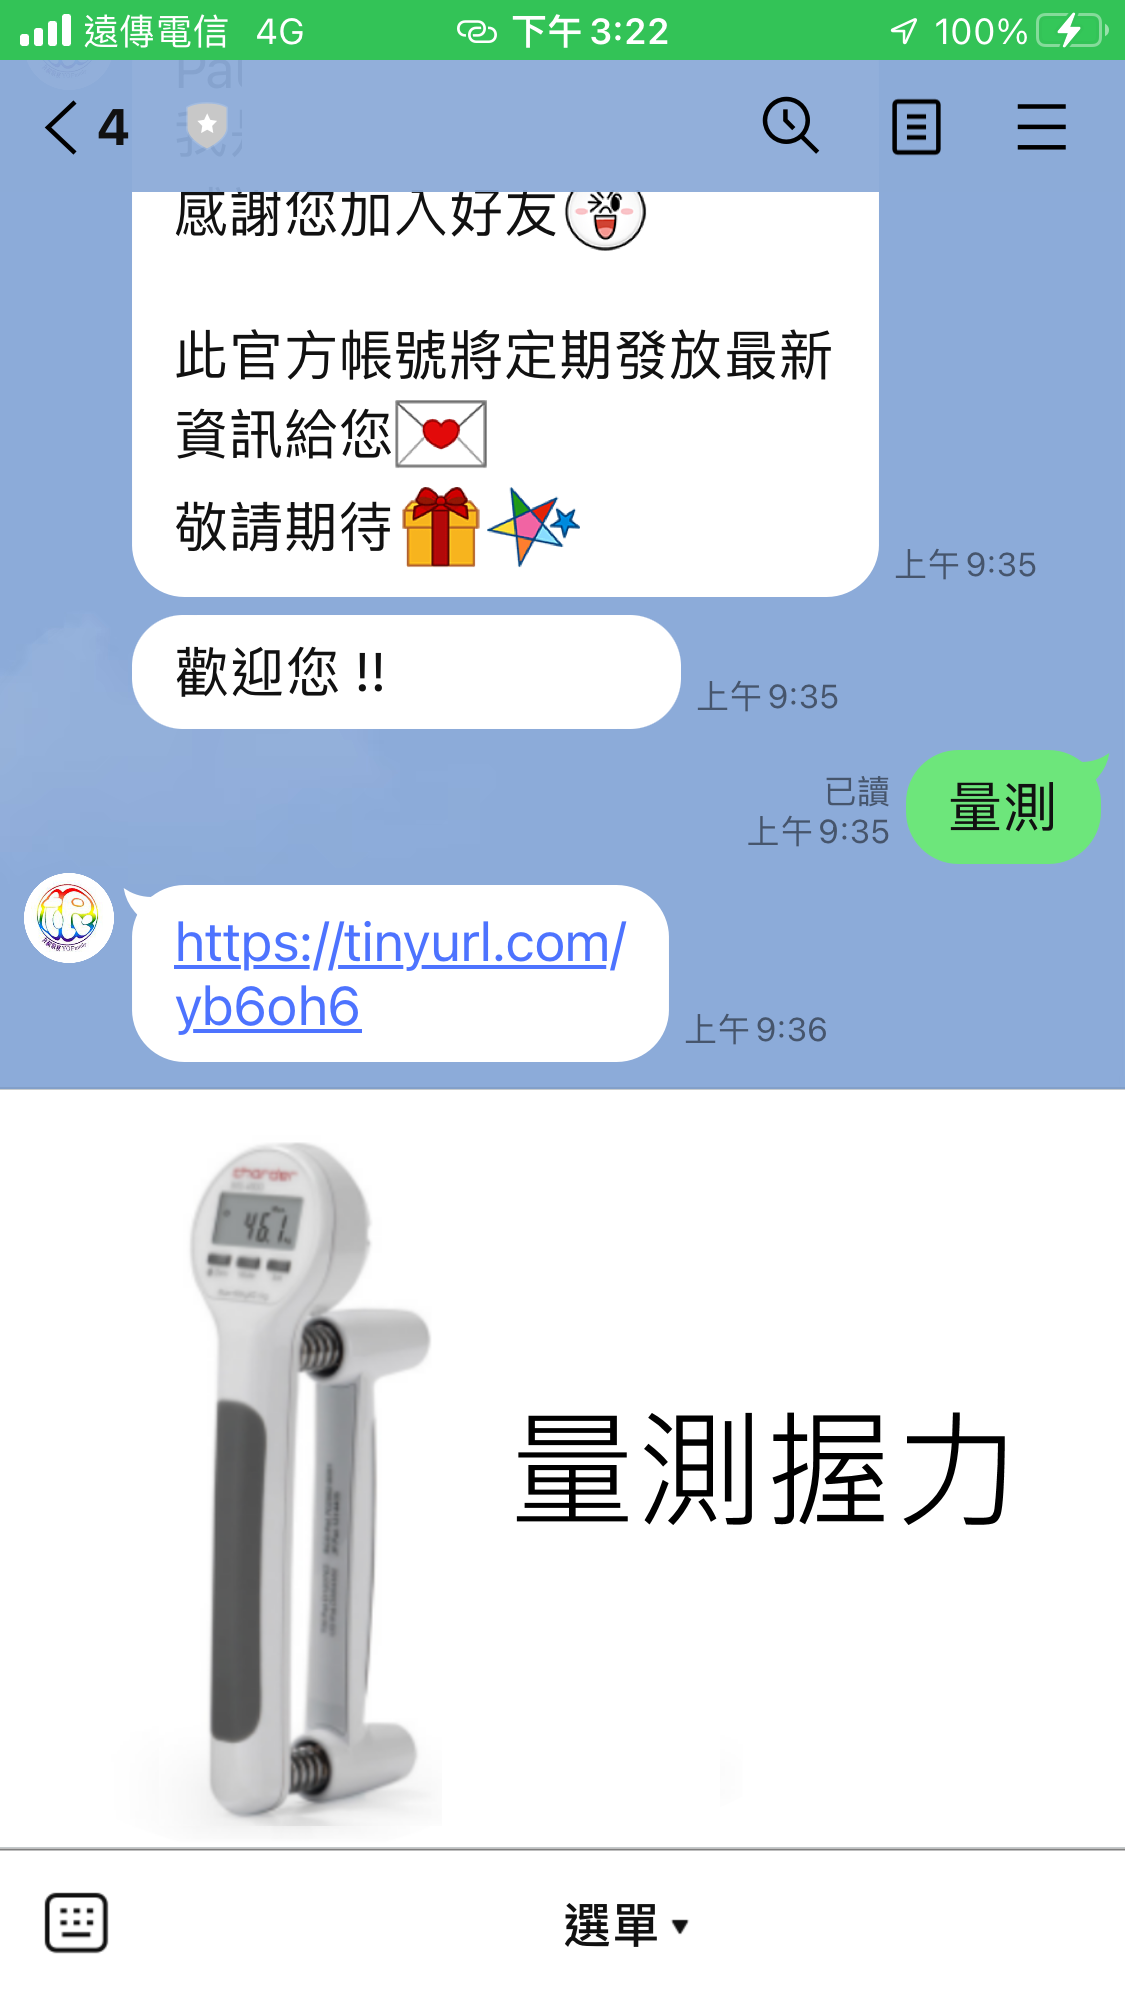 遠傳電信 4G 下午 3:22 100%
4
感謝您加入好友
此官方帳號將定期發放最新
資訊給您
敬請期待
上午 9:35
歡迎您 !!
上午 9:35
已讀
上午 9:35
量測
https://tinyurl.com/
yb6oh6
上午 9:36
charder
46.1
量測握力
選單